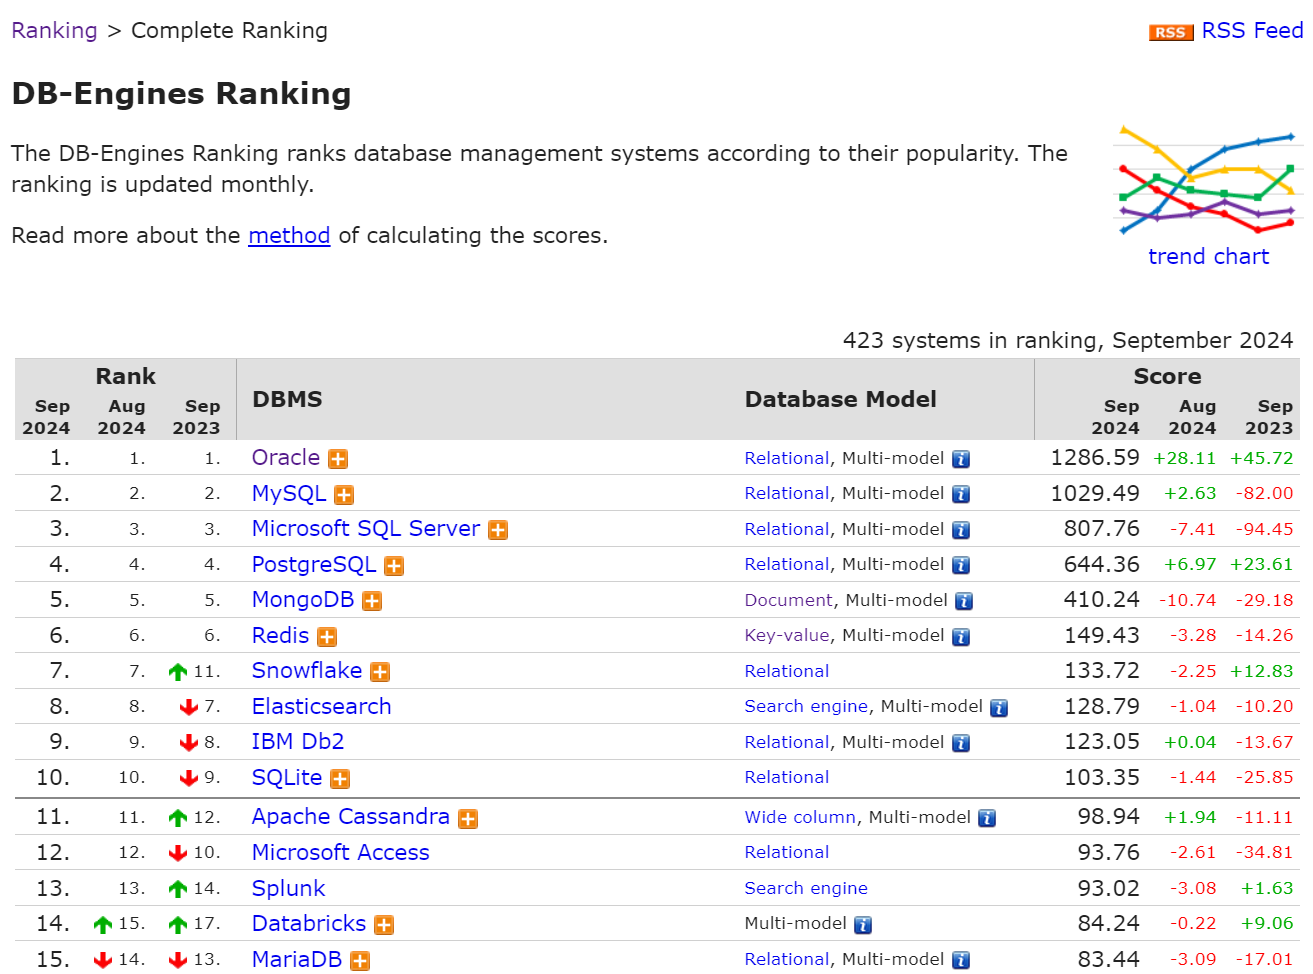 Ranking > Complete Ranking
RSS RSS Feed
DB-Engines Ranking
The DB-Engines Ranking ranks database management systems according to their popularity. The
ranking is updated monthly.
Read more about the method of calculating the scores.
trend chart
423 systems in ranking, September 2024
Rank DBMS Database Model Score
Sep 2024 Aug 2024 Sep 2023 Sep 2024 Aug 2024 Sep 2023
1. 1. 1. Oracle Relational, Multi-model 1286.59 +28.11 +45.72
2. 2. 2. MySQL Relational, Multi-model 1029.49 +2.63 -82.00
3. 3. 3. Microsoft SQL Server Relational, Multi-model 807.76 -7.41 -94.45
4. 4. 4. PostgreSQL Relational, Multi-model 644.36 +6.97 +23.61
5. 5. 5. MongoDB Document, Multi-model 410.24 -10.74 -29.18
6. 6. 6. Redis Key-value, Multi-model 149.43 -3.28 -14.26
7. 7. 11. Snowflake Relational 133.72 -2.25 +12.83
8. 8. 7. Elasticsearch Search engine, Multi-model 128.79 -1.04 -10.20
9. 9. 8. IBM Db2 Relational, Multi-model 123.05 +0.04 -13.67
10. 10. 9. SQLite Relational 103.35 -1.44 -25.85
11. 11. 12. Apache Cassandra Wide column, Multi-model 98.94 +1.94 -11.11
12. 12. 10. Microsoft Access Relational 93.76 -2.61 -34.81
13. 13. 14. Splunk Search engine 93.02 -3.08 +1.63
14. 15. 17. Databricks Multi-model 84.24 -0.22 +9.06
15. 14. 13. MariaDB Relational, Multi-model 83.44 -3.09 -17.01